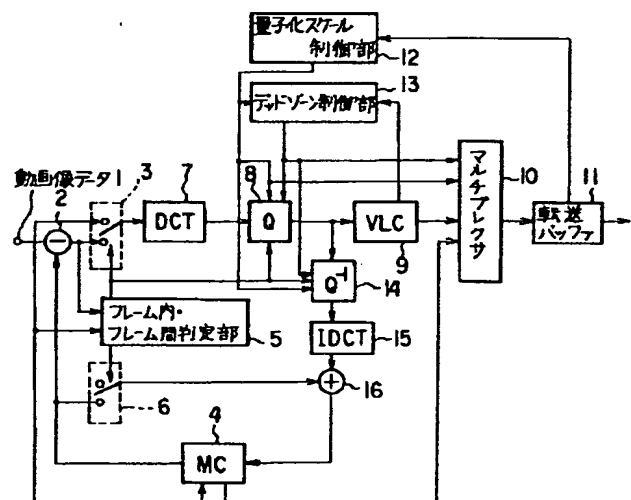 量子化スケール
制御部
12
13
デッドゾーン制御部
動画像データ1
2
3
7
8
DCT
Q
VLC
9
マルチプレクサ
10
11
転送
バッファ
Q⁻¹
14
フレーム内・
フレーム間判定部
5
IDCT
15
6
16
4
MC